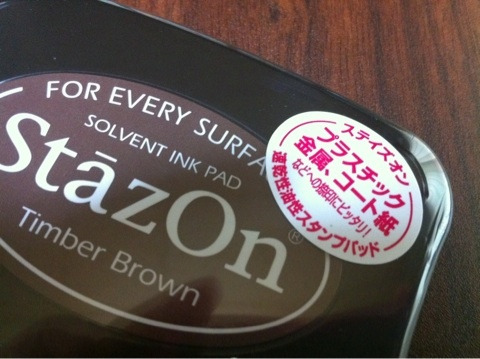 FOR EVERY SURFA
SOLVENT INK PAD
StāzOn®
Timber Brown
ステイズオン
プラスチック
金属、コート紙
などへの捺印にピッタリ!
速乾性油性スタンプパッド